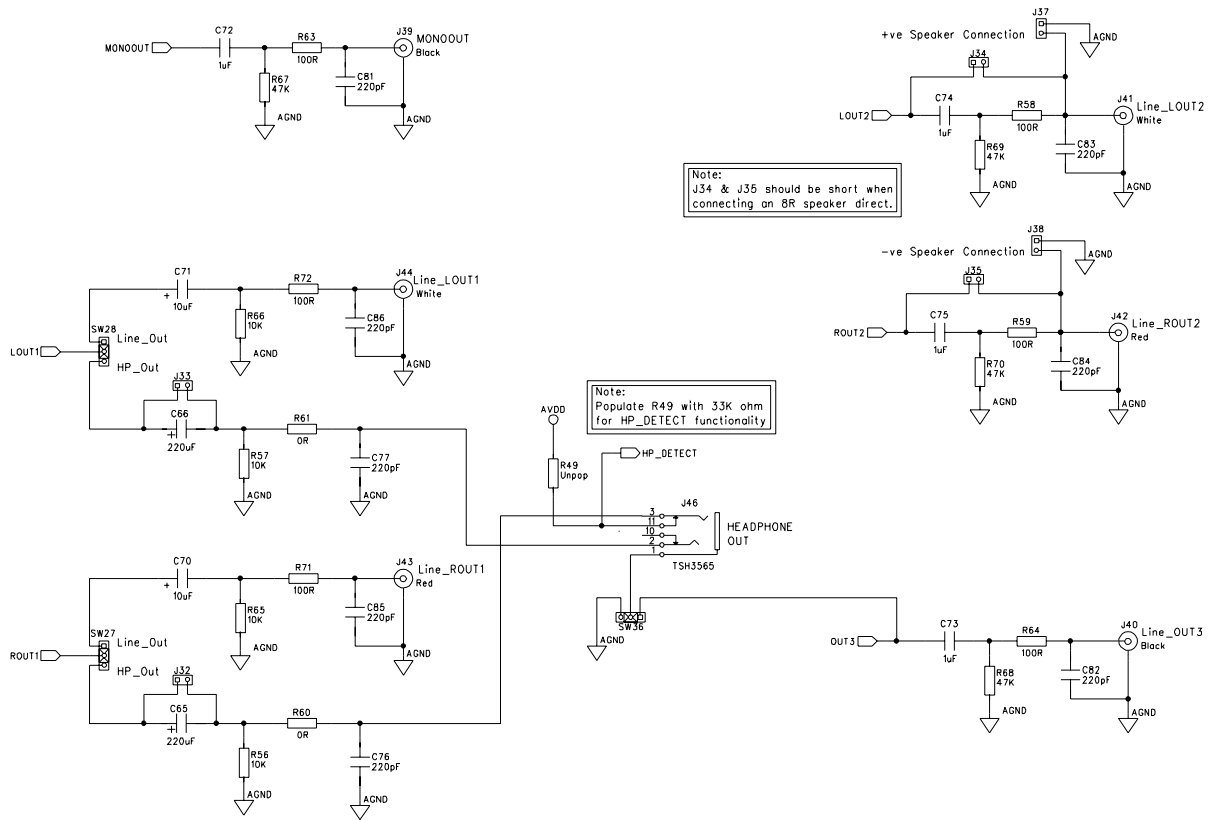 MONOOUT
C72
1uF
R63
100R
J39
MONOOUT
Black
R67
47K
C81
220pF
AGND
AGND
J37
AGND
+ve Speaker Connection
J34
LOUT2
C74
1uF
R58
100R
J41
Line_LOUT2
White
R69
47K
C83
220pF
AGND
AGND
Note:
J34 & J35 should be short when
connecting an 8R speaker direct.
J38
AGND
-ve Speaker Connection
J35
ROUT2
C75
1uF
R59
100R
J42
Line_ROUT2
Red
R70
47K
C84
220pF
AGND
AGND
C71
+
10uF
R72
100R
J44
Line_LOUT1
White
R66
10K
C86
220pF
AGND
AGND
SW28
Line_Out
LOUT1
HP_Out
J33
C66
+
220uF
R61
0R
R57
10K
C77
220pF
AGND
AGND
Note:
Populate R49 with 33K ohm
for HP_DETECT functionality
AVDD
R49
Unpop
HP_DETECT
J46
3
11
10
2
1
HEADPHONE
OUT
TSH3565
SW36
AGND
C70
+
10uF
R71
100R
J43
Line_ROUT1
Red
R65
10K
C85
220pF
AGND
AGND
SW27
Line_Out
ROUT1
HP_Out
J32
C65
+
220uF
R60
0R
R56
10K
C76
220pF
AGND
AGND
OUT3
C73
1uF
R64
100R
J40
Line_OUT3
Black
R68
47K
C82
220pF
AGND
AGND